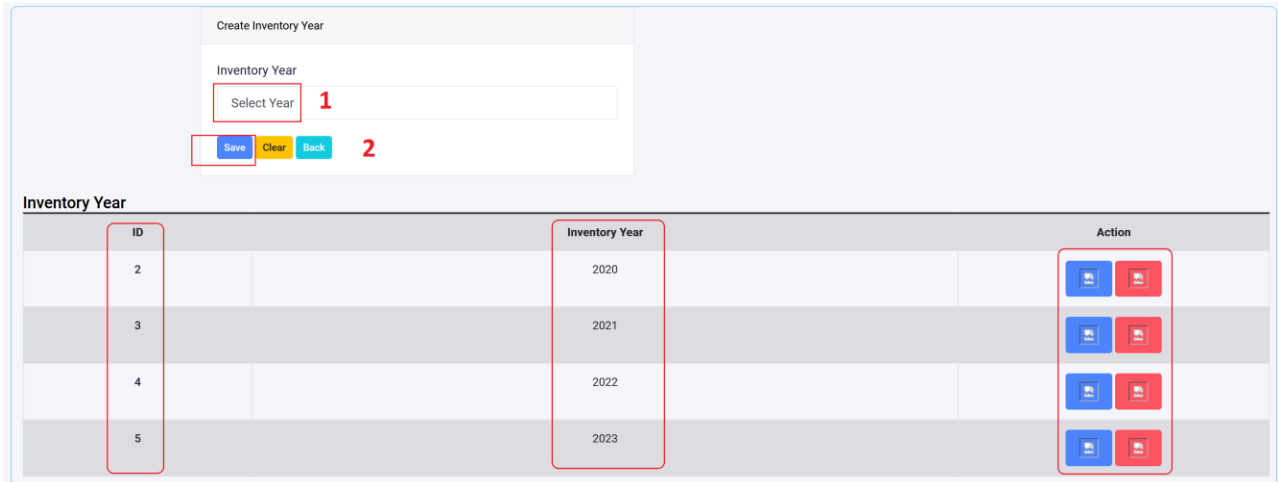 Create Inventory Year
Inventory Year
Select Year 1
Save Clear Back 2
Inventory Year
ID Inventory Year Action
2 2020
3 2021
4 2022
5 2023